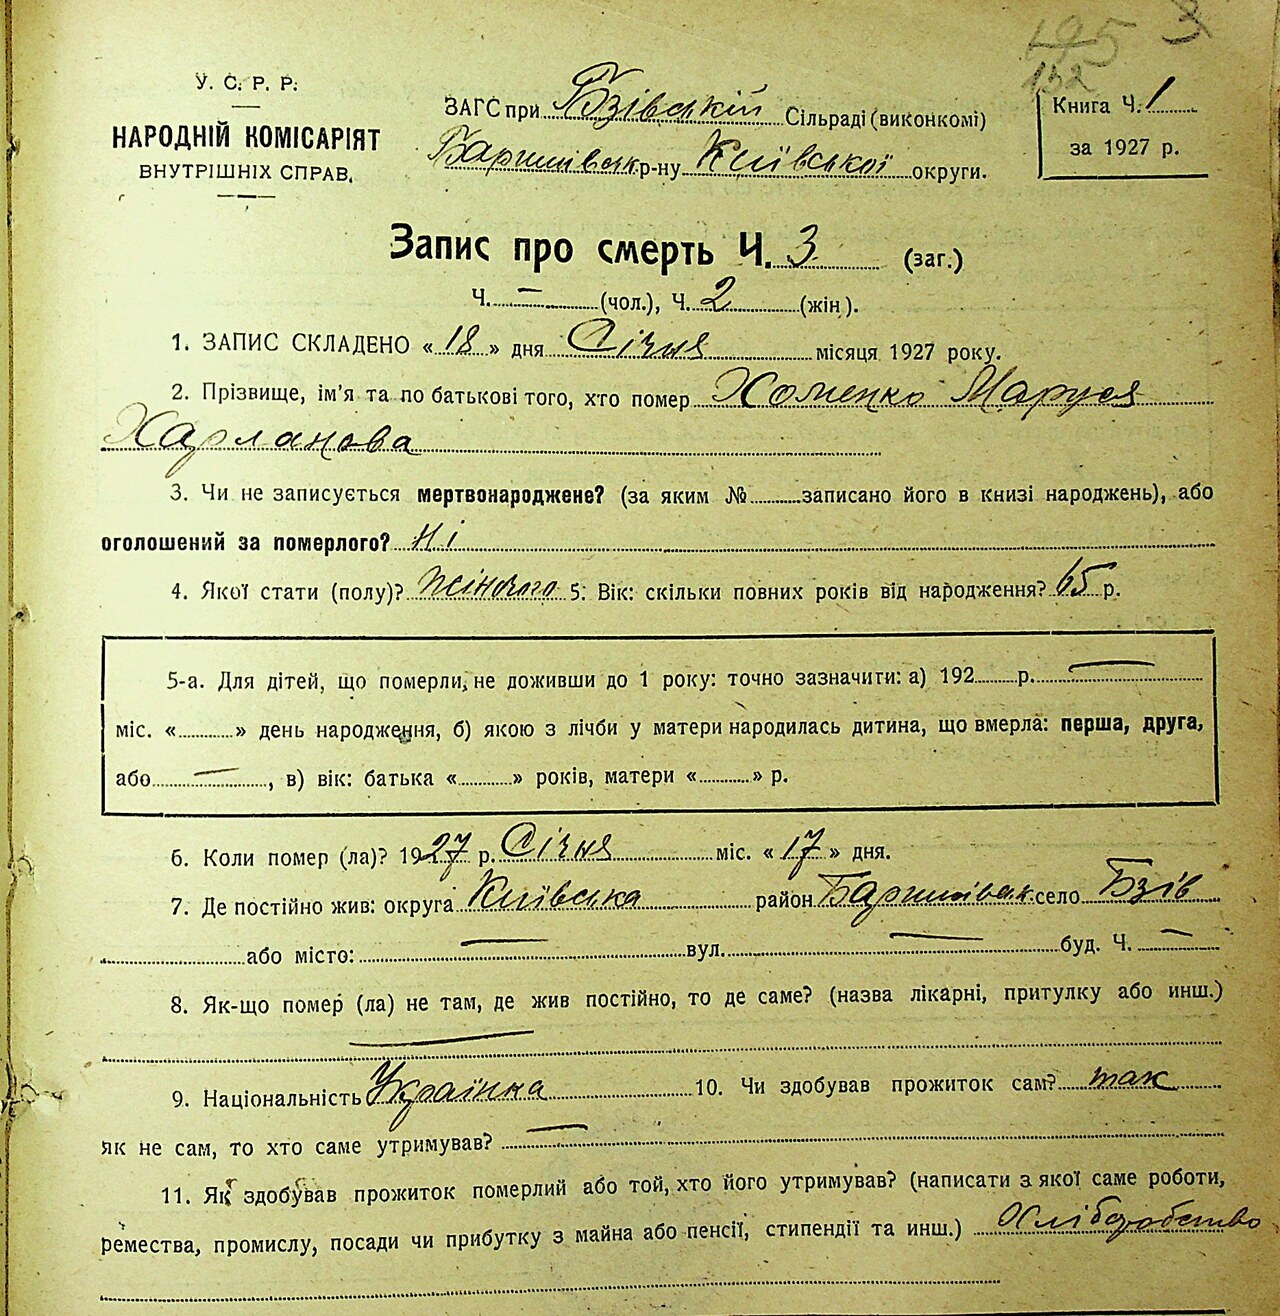 495 3
132
У. С. Р. Р.
НАРОДНІЙ КОМІСАРІЯТ
ВНУТРІШНІХ СПРАВ.
ЗАГС при Бзівській Сільраді (виконкомі)
Баришівськ. р-ну Київської округи.
Книга Ч. 1
за 1927 р.
Запис про смерть Ч. 3 (заг.)
Ч. — (чол.), Ч. 2 (жін).
1. ЗАПИС СКЛАДЕНО « 18 » дня Січня місяця 1927 року.
2. Прізвище, ім'я та по батькові того, хто помер Хоменко Маруся
Харланова
3. Чи не записується мертвонароджене? (за яким № записано його в книзі народжень), або
оголошений за померлого? Ні
4. Якої стати (полу)? Жіночого 5. Вік: скільки повних років від народження? 65 р.
5-а. Для дітей, що померли, не доживши до 1 року: точно зазначити: а) 192 р. —
міс. « » день народження, б) якою з лічби у матери народилась дитина, що вмерла: перша, друга,
або —, в) вік: батька « » років, матери « » р.
6. Коли помер (ла)? 1927 р. Січня міс. « 17 » дня.
7. Де постійно жив: округа Київська район Баришівськ. село Бзів
або місто: — вул. — буд. Ч. —
8. Як-що помер (ла) не там, де жив постійно, то де саме? (назва лікарні, притулку або инш.)
—
9. Національність Українка 10. Чи здобував прожиток сам? так
як не сам, то хто саме утримував? —
11. Як здобував прожиток померлий або той, хто його утримував? (написати з якої саме роботи,
ремества, промислу, посади чи прибутку з майна або пенсії, стипендії та инш.) Хліборобство